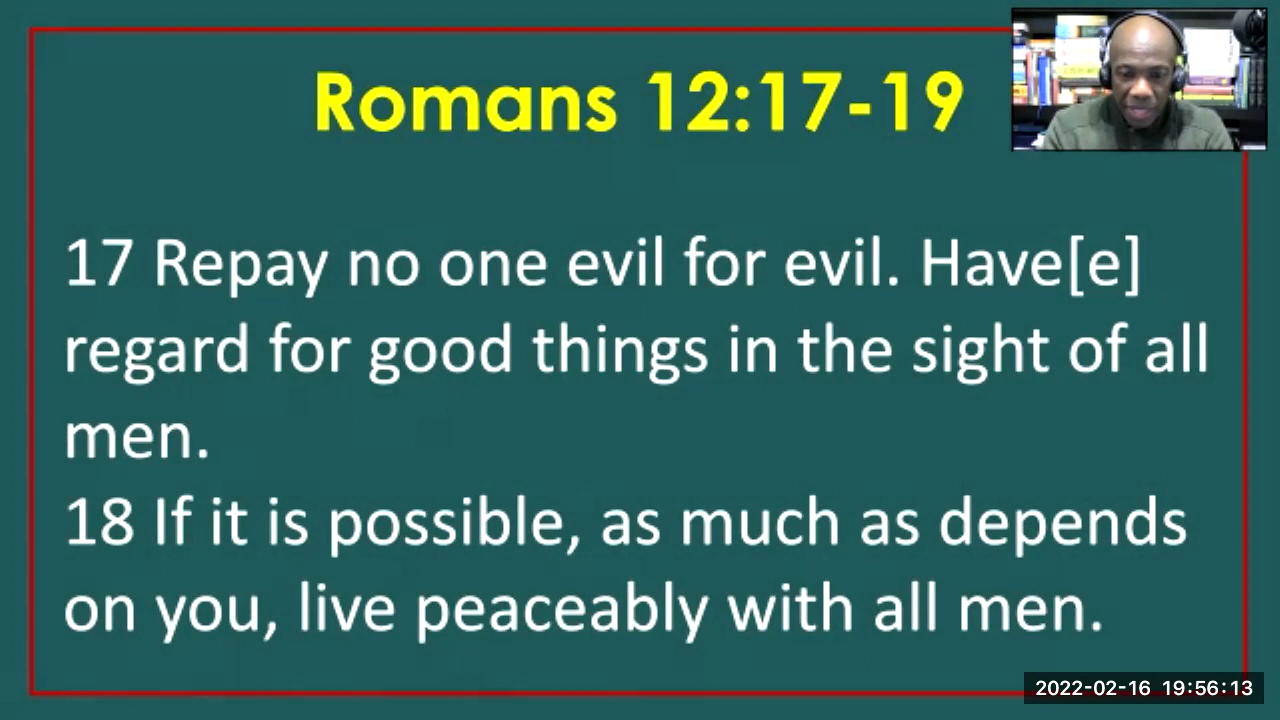 Romans 12:17-19
17 Repay no one evil for evil. Have[e]
regard for good things in the sight of all
men.
18 If it is possible, as much as depends
on you, live peaceably with all men.
2022-02-16 19:56:13